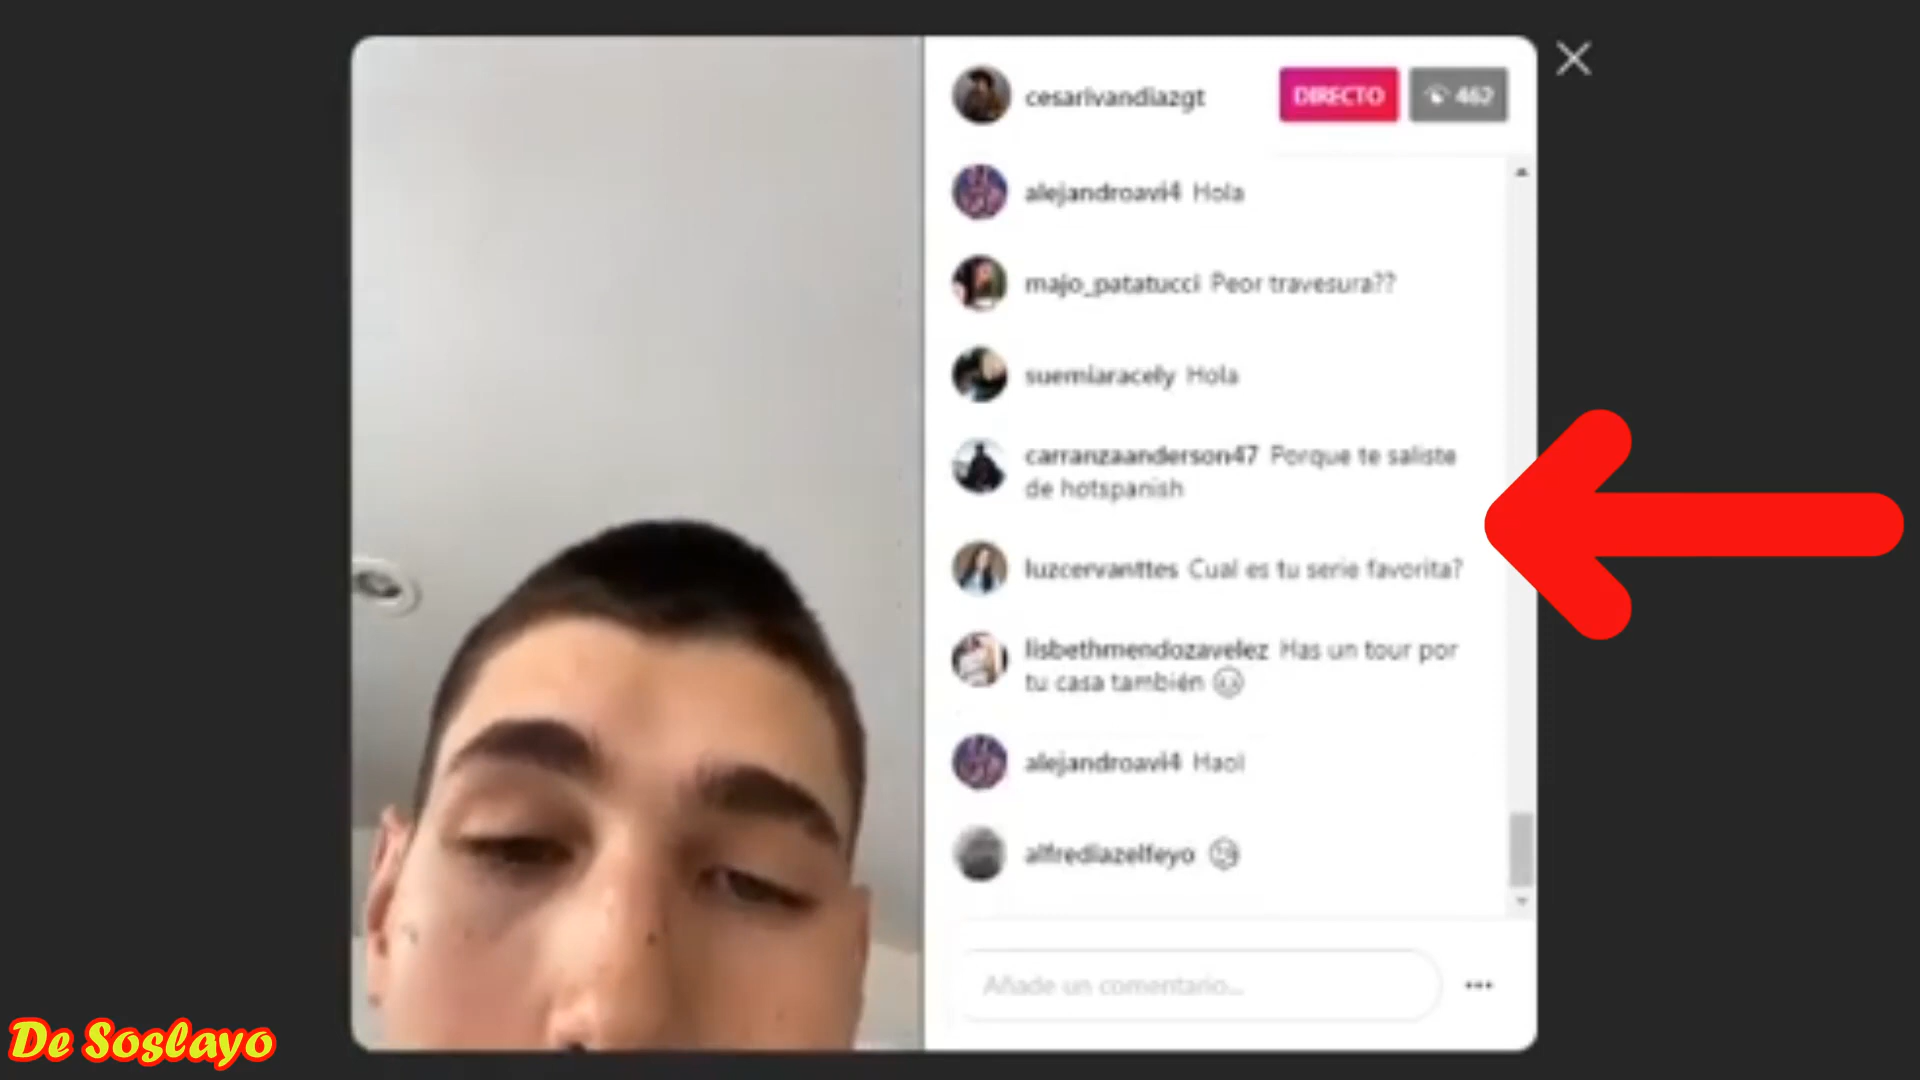 cesarivandiazgt DIRECTO 462
alejandroavi4 Hola
majo_patatucci Peor travesura??
suemiaracely Hola
carranzaanderson47 Porque te saliste
de hotspanish
luzcervanttes Cual es tu serie favorita?
lisbethmendozavelez Has un tour por
tu casa también
alejandroavi4 Haol
alfrediazelfeyo
Añade un comentario...
De Soslayo